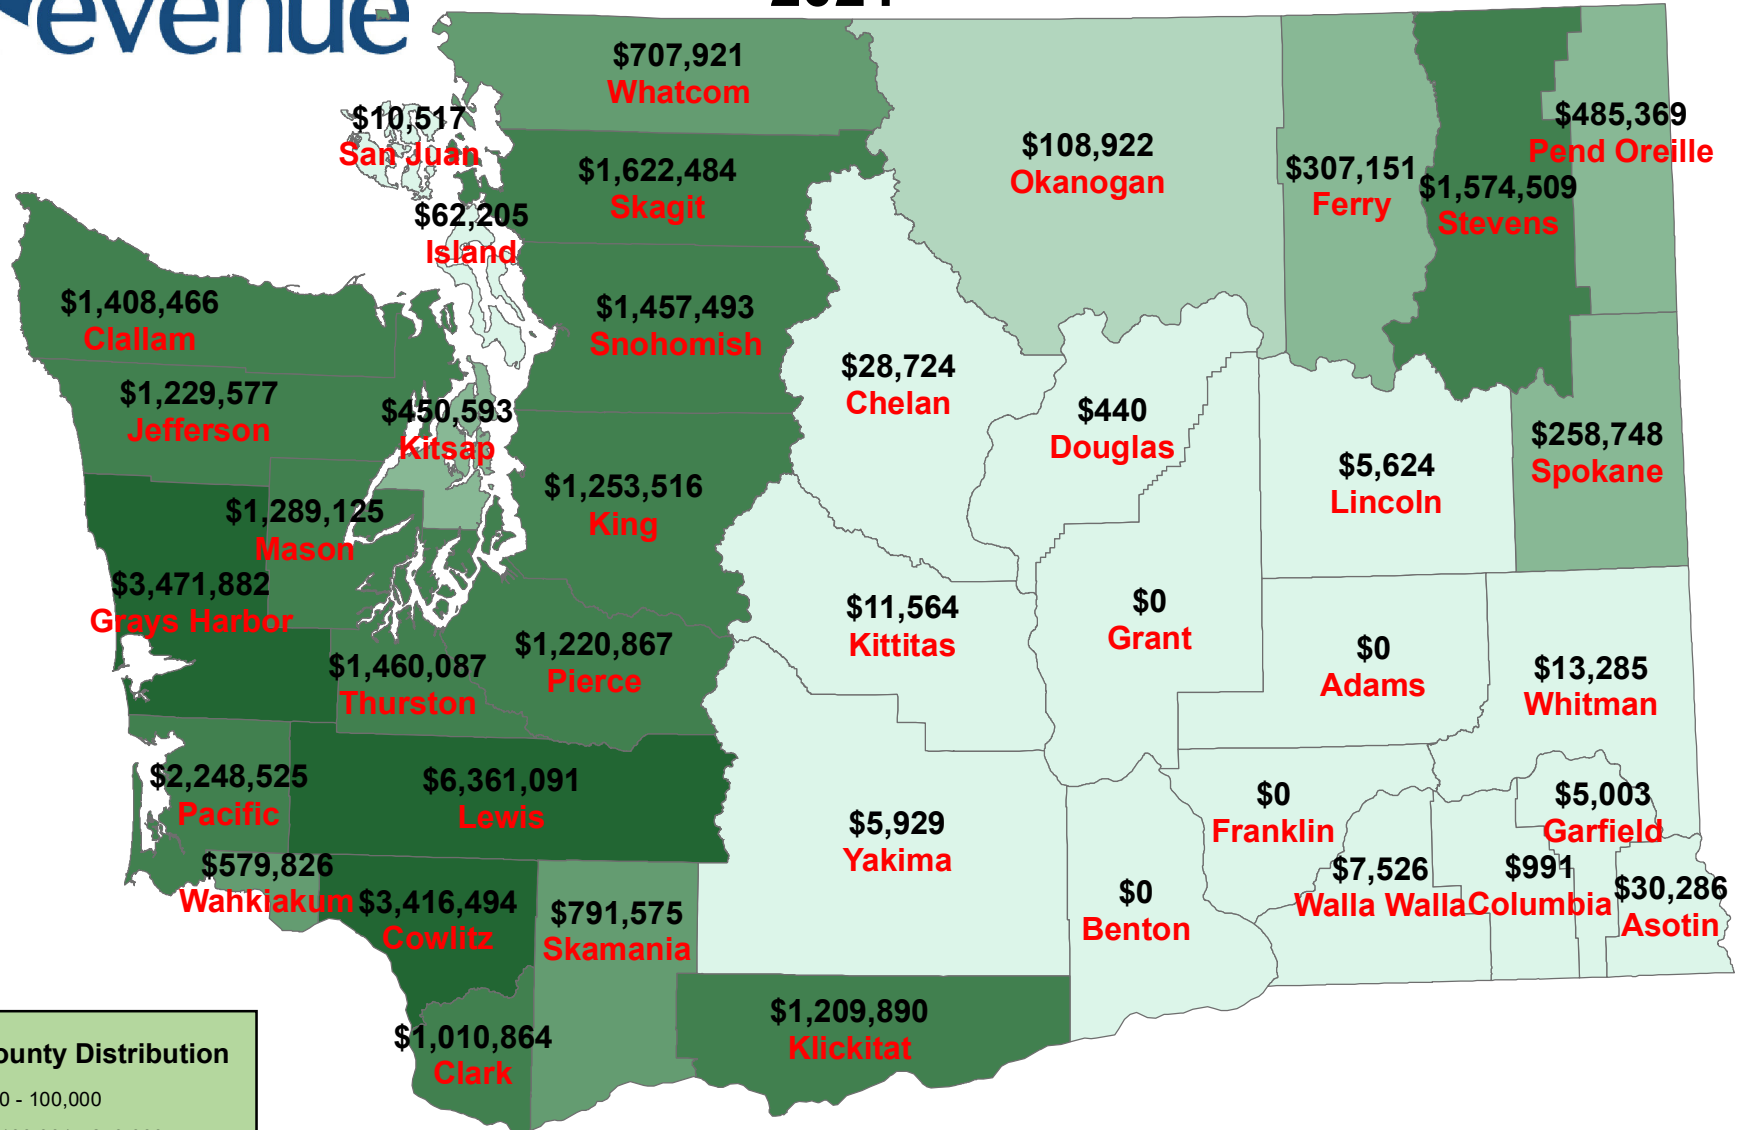 evenue
2021
$707,921
Whatcom
$10,517
San Juan
$1,622,484
Skagit
$62,205
Island
$108,922
Okanogan
$307,151
Ferry
$1,574,509
Stevens
$485,369
Pend Oreille
$1,408,466
Clallam
$1,457,493
Snohomish
$1,229,577
Jefferson
$450,593
Kitsap
$28,724
Chelan
$440
Douglas
$5,624
Lincoln
$258,748
Spokane
$1,289,125
Mason
$1,253,516
King
$3,471,882
Grays Harbor
$11,564
Kittitas
$0
Grant
$0
Adams
$13,285
Whitman
$1,460,087
Thurston
$1,220,867
Pierce
$2,248,525
Pacific
$6,361,091
Lewis
$5,929
Yakima
$0
Franklin
$5,003
Garfield
$579,826
Wahkiakum
$3,416,494
Cowlitz
$791,575
Skamania
$0
Benton
$7,526
Walla Walla
$991
Columbia
$30,286
Asotin
$1,010,864
Clark
$1,209,890
Klickitat
ounty Distribution
0 - 100,000